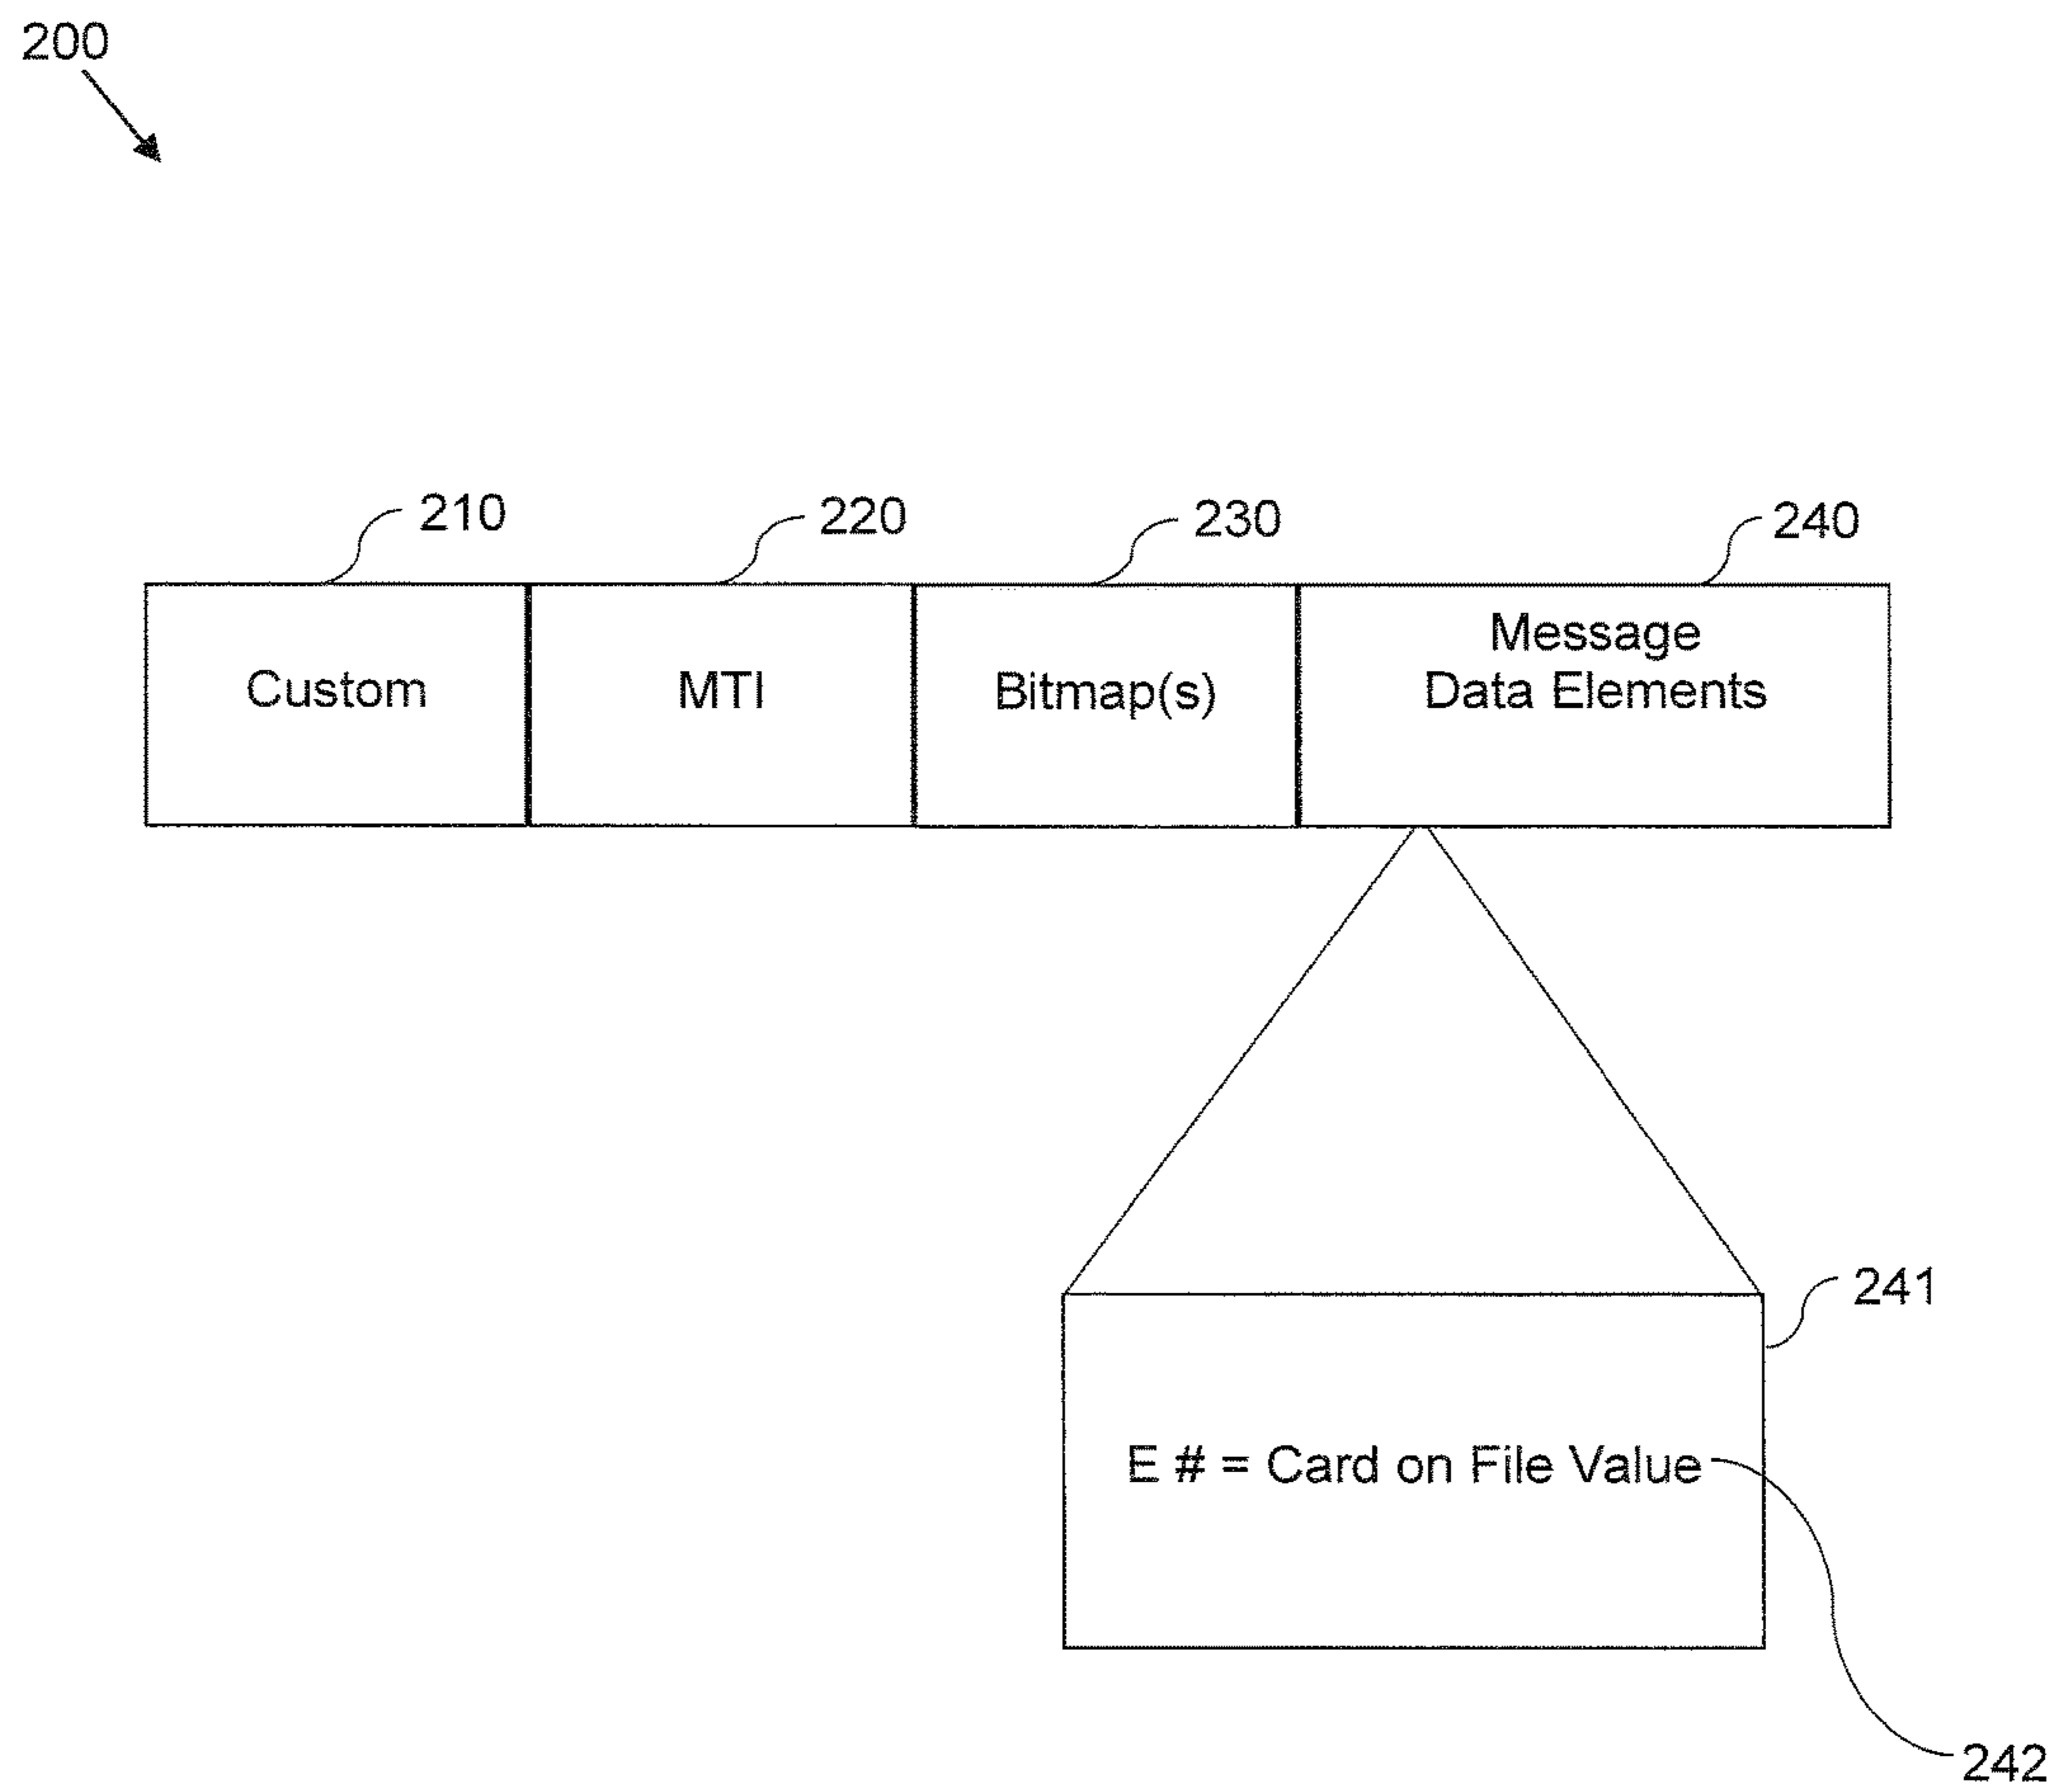 200
210
220
230
240
Custom
MTI
Bitmap(s)
Message
Data Elements
241
E # = Card on File Value
242